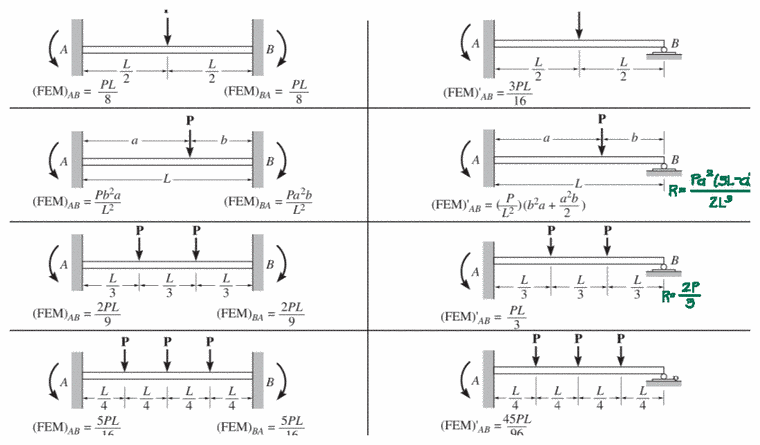 A B
L/2 L/2
(FEM)AB = PL/8 (FEM)BA = PL/8
A B
L/2 L/2
(FEM)'AB = 3PL/16
P
a b
A B
L
(FEM)AB = Pb²a/L² (FEM)BA = Pa²b/L²
P
a b
A B
L
(FEM)'AB = (P/L²)(b²a + a²b/2)
R=
2L³
P P
A B
L/3 L/3 L/3
(FEM)AB = 2PL/9 (FEM)BA = 2PL/9
P P
A B
L/3 L/3 L/3
R= 2P/3
(FEM)'AB = PL/3
P P P
A B
L/4 L/4 L/4 L/4
(FEM)AB = 5PL/16 (FEM)BA = 5PL/16
P P P
A
L/4 L/4 L/4 L/4
(FEM)'AB = 45PL/96